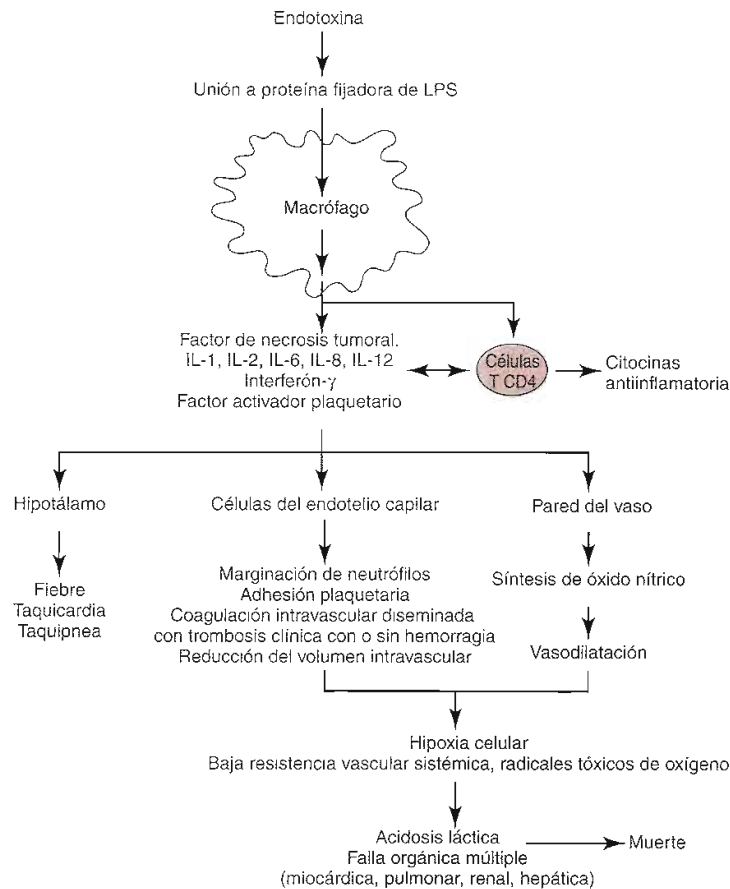 Endotoxina
Unión a proteína fijadora de LPS
Macrófago
Factor de necrosis tumoral.
IL-1, IL-2, IL-6, IL-8, IL-12
Interferón-γ
Factor activador plaquetario
Células
T CD4
Citocinas
antiinflamatoria
Hipotálamo
Células del endotelio capilar
Pared del vaso
Fiebre
Taquicardia
Taquipnea
Marginación de neutrófilos
Adhesión plaquetaria
Coagulación intravascular diseminada
con trombosis clínica con o sin hemorragia
Reducción del volumen intravascular
Síntesis de óxido nítrico
Vasodilatación
Hipoxia celular
Baja resistencia vascular sistémica, radicales tóxicos de oxígeno
Acidosis láctica
Falla orgánica múltiple
(miocárdica, pulmonar, renal, hepática)
Muerte